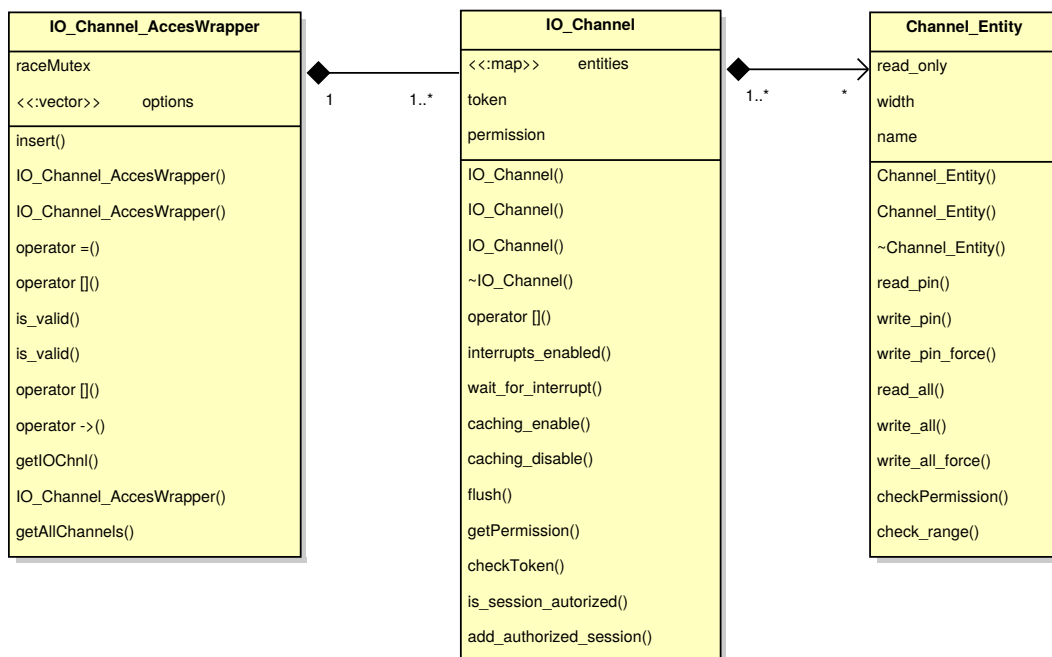 IO_Channel_AccesWrapper
raceMutex
<<:vector>> options
insert()
IO_Channel_AccesWrapper()
IO_Channel_AccesWrapper()
operator =()
operator []()
is_valid()
is_valid()
operator []()
operator ->()
getIOChnl()
IO_Channel_AccesWrapper()
getAllChannels()
1
1..*
IO_Channel
<<:map>> entities
token
permission
IO_Channel()
IO_Channel()
IO_Channel()
~IO_Channel()
operator []()
interrupts_enabled()
wait_for_interrupt()
caching_enable()
caching_disable()
flush()
getPermission()
checkToken()
is_session_autorized()
add_authorized_session()
1..*
*
Channel_Entity
read_only
width
name
Channel_Entity()
Channel_Entity()
~Channel_Entity()
read_pin()
write_pin()
write_pin_force()
read_all()
write_all()
write_all_force()
checkPermission()
check_range()